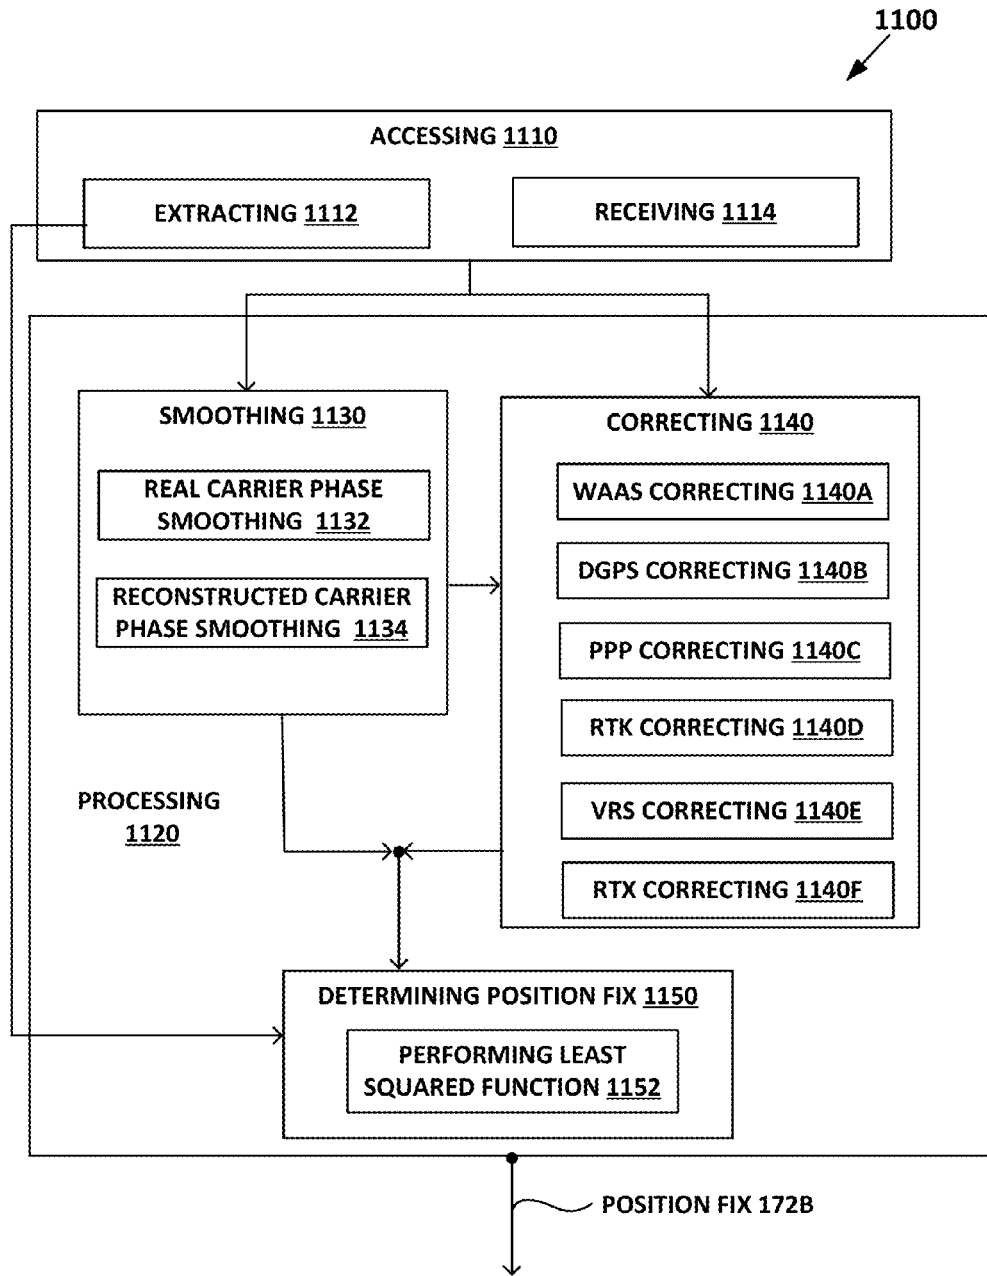 1100
ACCESSING 1110
EXTRACTING 1112
RECEIVING 1114
SMOOTHING 1130
REAL CARRIER PHASE
SMOOTHING 1132
RECONSTRUCTED CARRIER
PHASE SMOOTHING 1134
CORRECTING 1140
WAAS CORRECTING 1140A
DGPS CORRECTING 1140B
PPP CORRECTING 1140C
RTK CORRECTING 1140D
VRS CORRECTING 1140E
RTX CORRECTING 1140F
PROCESSING
1120
DETERMINING POSITION FIX 1150
PERFORMING LEAST
SQUARED FUNCTION 1152
POSITION FIX 172B